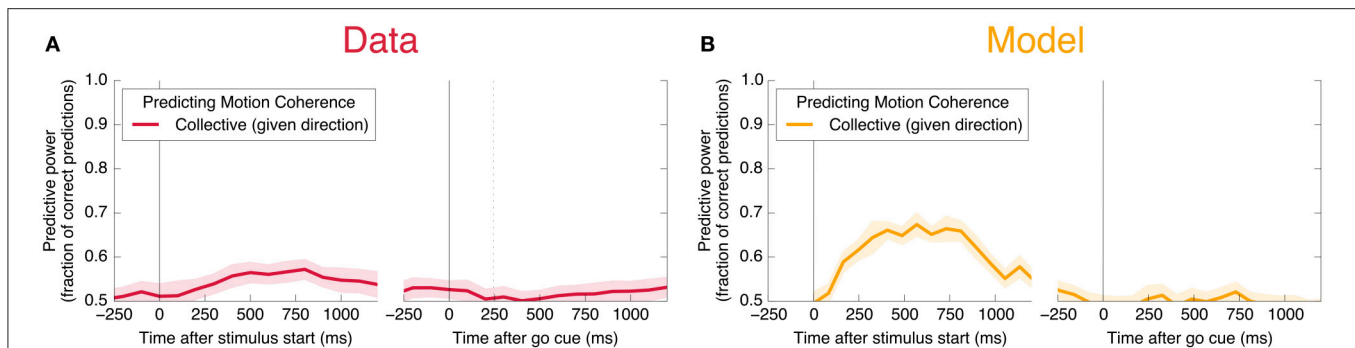 A
Data
Predictive power
(fraction of correct predictions)
1.0
0.9
0.8
0.7
0.6
0.5
Predicting Motion Coherence
Collective (given direction)
−250 0 250 500 750 1000
Time after stimulus start (ms)
−250 0 250 500 750 1000
Time after go cue (ms)
B
Model
Predictive power
(fraction of correct predictions)
1.0
0.9
0.8
0.7
0.6
0.5
Predicting Motion Coherence
Collective (given direction)
−250 0 250 500 750 1000
Time after stimulus start (ms)
−250 0 250 500 750 1000
Time after go cue (ms)